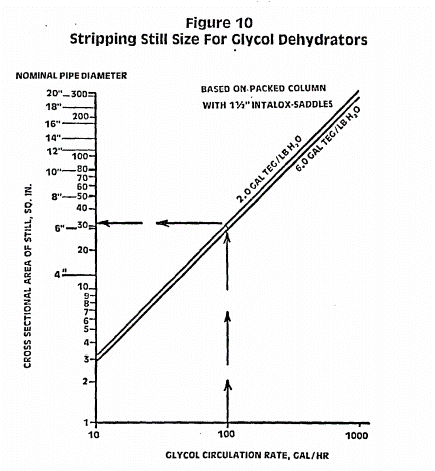 Figure 10
Stripping Still Size For Glycol Dehydrators
NOMINAL PIPE DIAMETER
BASED ON PACKED COLUMN
WITH 1½" INTALOX-SADDLES
20" 300
18"
200
16"
14"
12"
100
10" 80
70
60
8" 50
40
30
6"
20
4"
10
9
8
7
6
5
4
3
2
1
2.0 GAL TEG/LB H₂O
6.0 GAL TEG/LB H₂O
CROSS SECTIONAL AREA OF STILL, SQ. IN.
10 100 1000
GLYCOL CIRCULATION RATE, GAL/HR